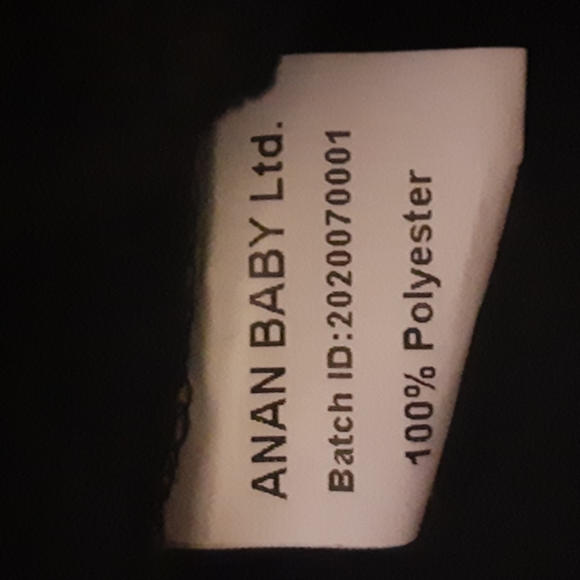 ANAN BABY Ltd.
Batch ID:2020070001
100% Polyester